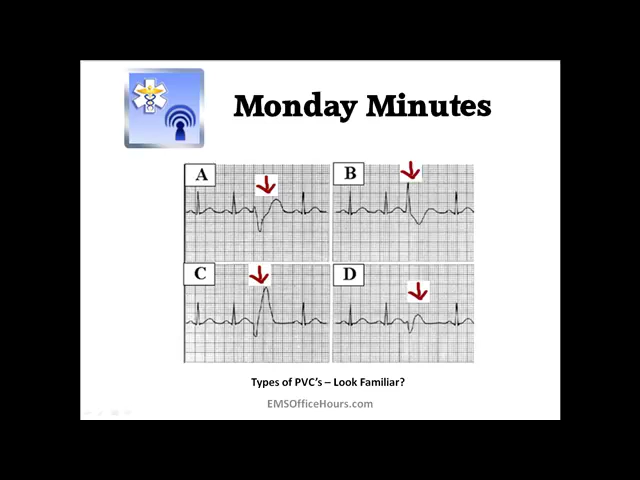 Monday Minutes
A
B
C
D
Types of PVC's – Look Familiar?
EMSOfficeHours.com